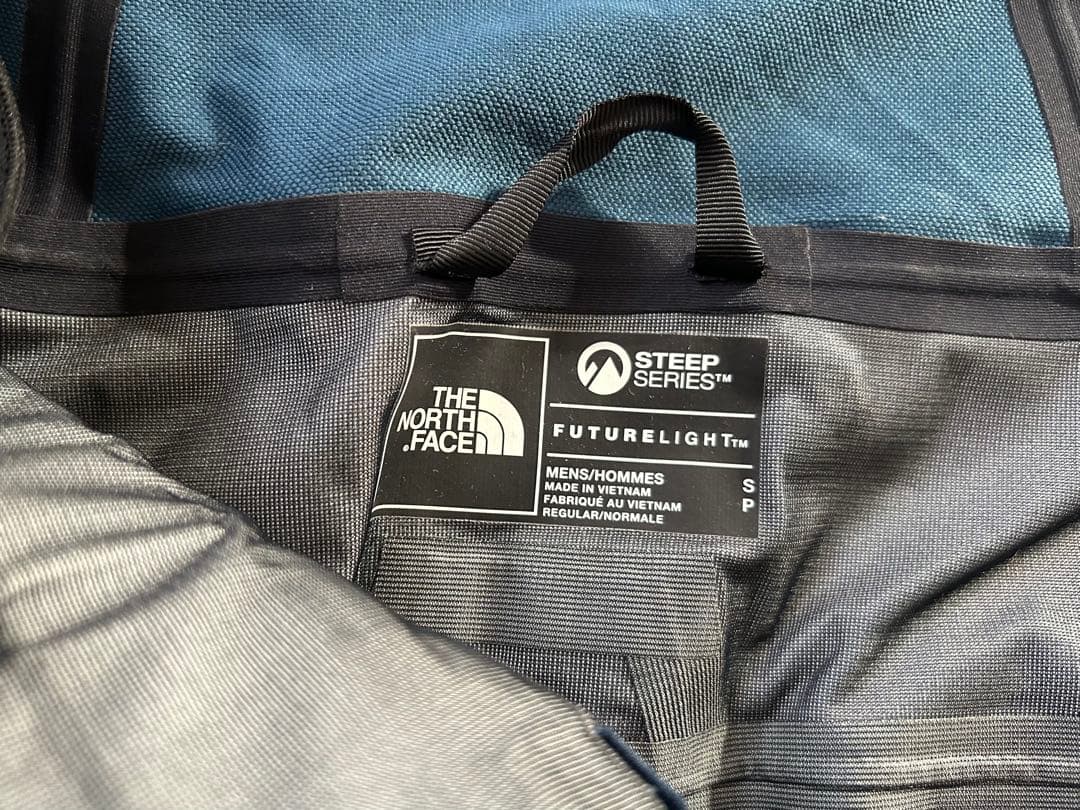 THE
NORTH
FACE
STEEP
SERIES™
FUTURELIGHT™
MENS/HOMMES
MADE IN VIETNAM
FABRIQUÉ AU VIETNAM
REGULAR/NORMALE
S
P